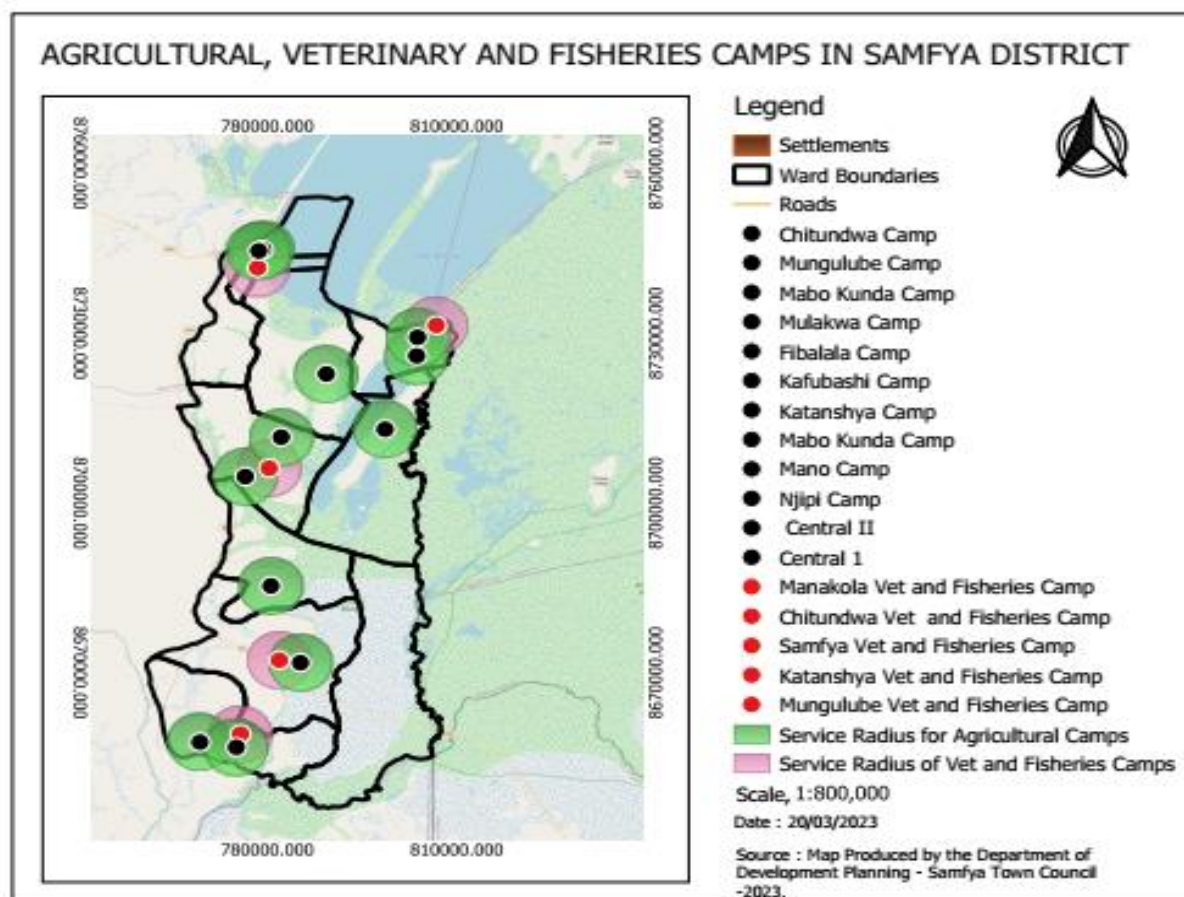 AGRICULTURAL, VETERINARY AND FISHERIES CAMPS IN SAMFYA DISTRICT
780000.000 810000.000
8760000.000 8760000.000
8730000.000 8730000.000
8700000.000 8700000.000
8670000.000 8670000.000
780000.000 810000.000
Legend
Settlements
Ward Boundaries
Roads
Chitundwa Camp
Mungulube Camp
Mabo Kunda Camp
Mulakwa Camp
Fibalala Camp
Kafubashi Camp
Katanshya Camp
Mabo Kunda Camp
Mano Camp
Njipi Camp
Central II
Central 1
Manakola Vet and Fisheries Camp
Chitundwa Vet and Fisheries Camp
Samfya Vet and Fisheries Camp
Katanshya Vet and Fisheries Camp
Mungulube Vet and Fisheries Camp
Service Radius for Agricultural Camps
Service Radius of Vet and Fisheries Camps
Scale, 1:800,000
Date : 20/03/2023
Source : Map Produced by the Department of
Development Planning - Samfya Town Council
-2023.